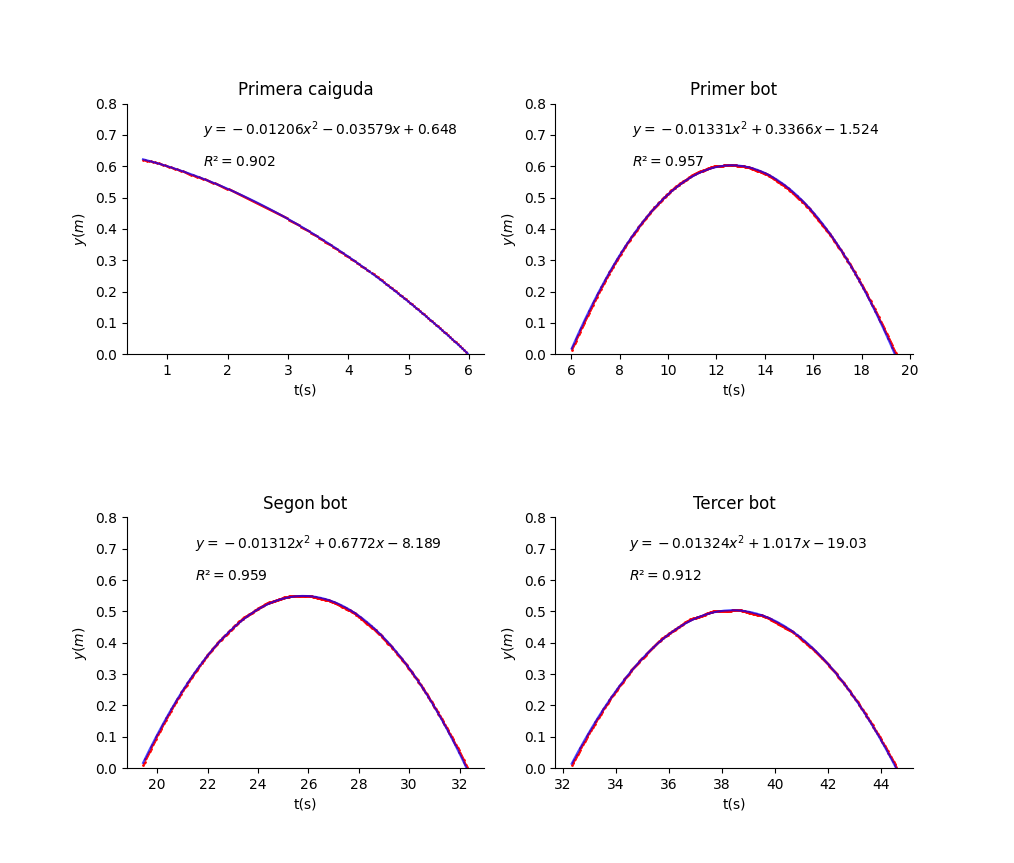 Primera caiguda
y = −0.01206x² − 0.03579x + 0.648
R² = 0.902
0.8
0.7
0.6
0.5
0.4
0.3
0.2
0.1
0.0
y(m)
1 2 3 4 5 6
t(s)
Primer bot
y = −0.01331x² + 0.3366x − 1.524
R² = 0.957
0.8
0.7
0.6
0.5
0.4
0.3
0.2
0.1
0.0
y(m)
6 8 10 12 14 16 18 20
t(s)
Segon bot
y = −0.01312x² + 0.6772x − 8.189
R² = 0.959
0.8
0.7
0.6
0.5
0.4
0.3
0.2
0.1
0.0
y(m)
20 22 24 26 28 30 32
t(s)
Tercer bot
y = −0.01324x² + 1.017x − 19.03
R² = 0.912
0.8
0.7
0.6
0.5
0.4
0.3
0.2
0.1
0.0
y(m)
32 34 36 38 40 42 44
t(s)